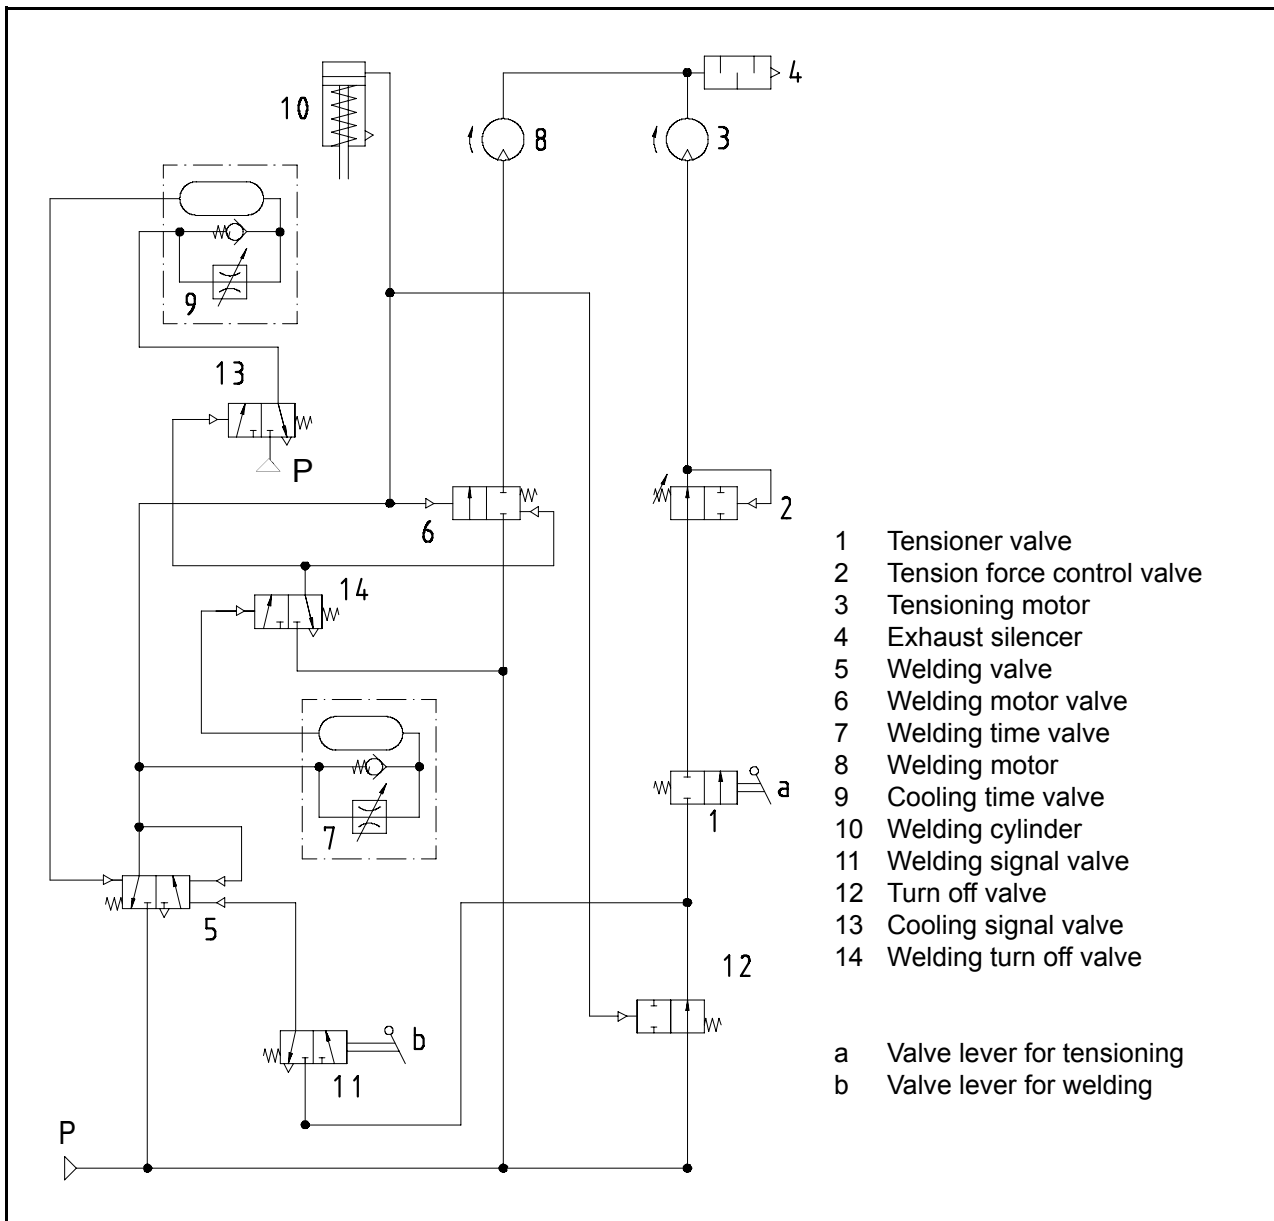 4
10
8
3
9
13
P
6
2
14
7
a
1
5
12
b
11
P
1 Tensioner valve
2 Tension force control valve
3 Tensioning motor
4 Exhaust silencer
5 Welding valve
6 Welding motor valve
7 Welding time valve
8 Welding motor
9 Cooling time valve
10 Welding cylinder
11 Welding signal valve
12 Turn off valve
13 Cooling signal valve
14 Welding turn off valve
a Valve lever for tensioning
b Valve lever for welding